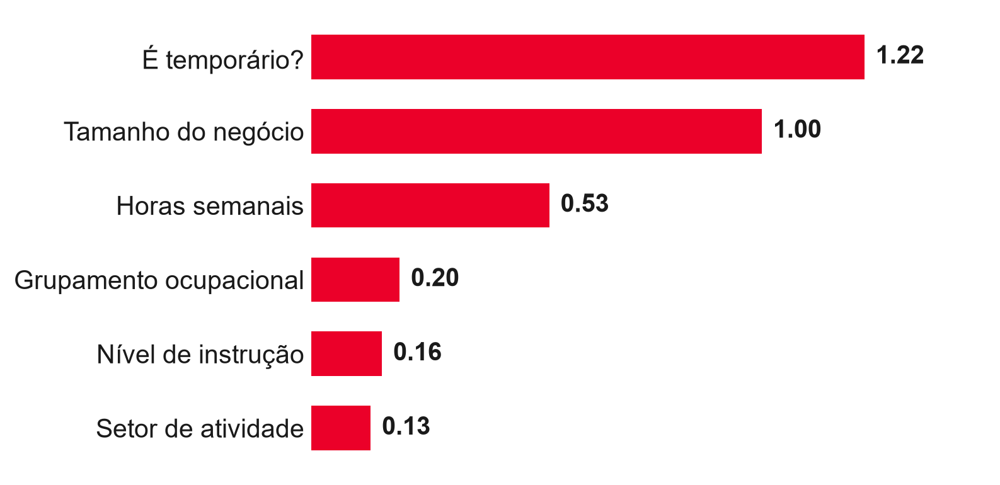 É temporário? 1.22
Tamanho do negócio 1.00
Horas semanais 0.53
Grupamento ocupacional 0.20
Nível de instrução 0.16
Setor de atividade 0.13